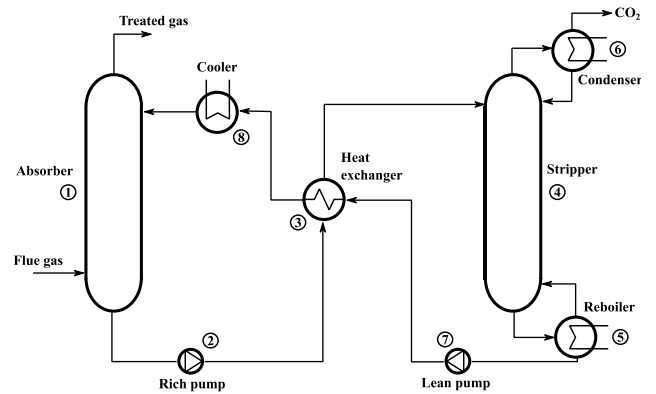 Treated gas
CO2
⑥
Cooler
Condenser
⑧
Heat
exchanger
Absorber
①
Stripper
④
③
Flue gas
Reboiler
②
⑦
⑤
Rich pump
Lean pump